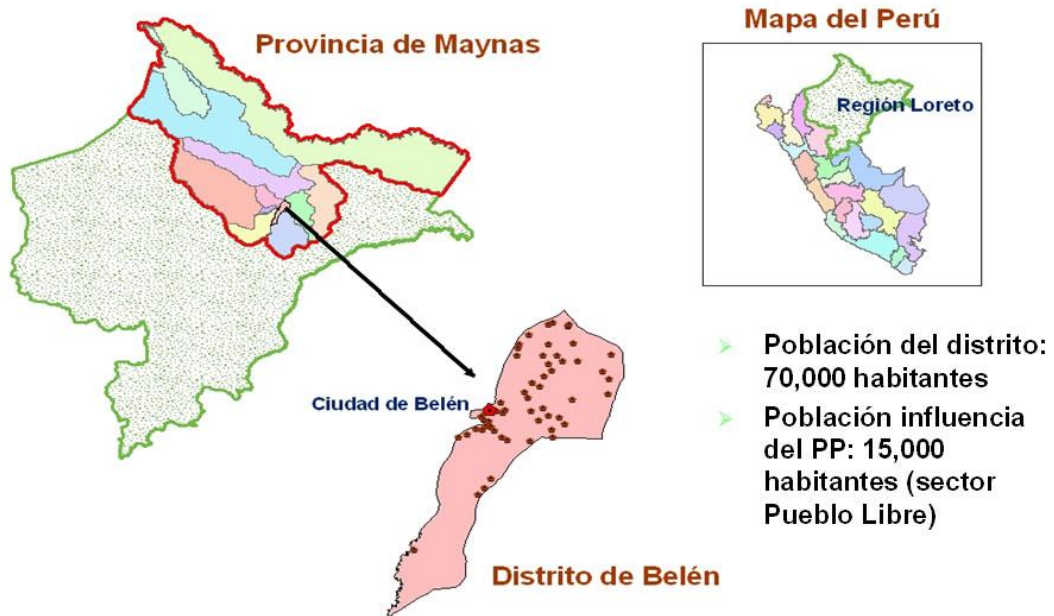 Provincia de Maynas
Mapa del Perú
Región Loreto
Ciudad de Belén
Población del distrito:
70,000 habitantes
Población influencia
del PP: 15,000
habitantes (sector
Pueblo Libre)
Distrito de Belén